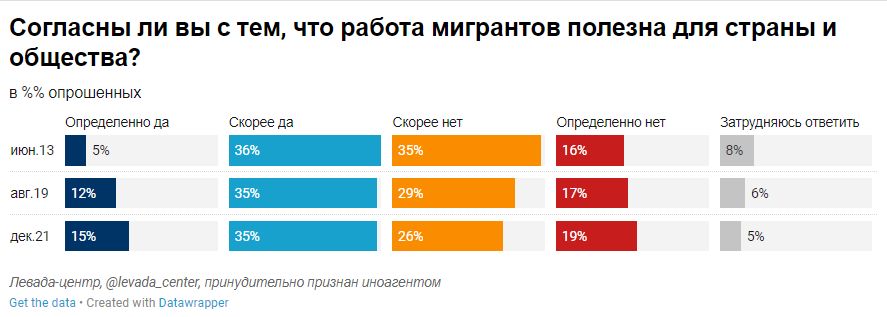 Согласны ли вы с тем, что работа мигрантов полезна для страны и
общества?
в %% опрошенных
Определенно да Скорее да Скорее нет Определенно нет Затрудняюсь ответить
июн.13 5% 36% 35% 16% 8%
авг.19 12% 35% 29% 17% 6%
дек.21 15% 35% 26% 19% 5%
Левада-центр, @levada_center, принудительно признан иноагентом
Get the data • Created with Datawrapper